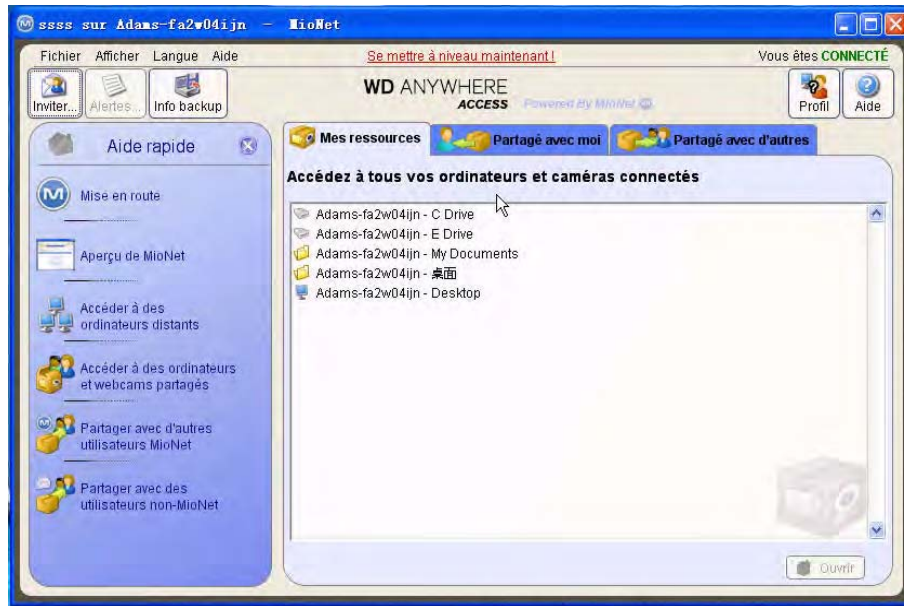 ssss sur Adams-fa2w04ijn - MioNet
Fichier Afficher Langue Aide
Se mettre à niveau maintenant !
Vous êtes CONNECTÉ
Inviter... Alertes... Info backup
WD ANYWHERE
ACCESS Powered By MioNet
Profil Aide
Aide rapide
Mise en route
Aperçu de MioNet
Accéder à des
ordinateurs distants
Accéder à des ordinateurs
et webcams partagés
Partager avec d'autres
utilisateurs MioNet
Partager avec des
utilisateurs non-MioNet
Mes ressources Partagé avec moi Partagé avec d'autres
Accédez à tous vos ordinateurs et caméras connectés
Adams-fa2w04ijn - C Drive
Adams-fa2w04ijn - E Drive
Adams-fa2w04ijn - My Documents
Adams-fa2w04ijn - 桌面
Adams-fa2w04ijn - Desktop
Ouvrir